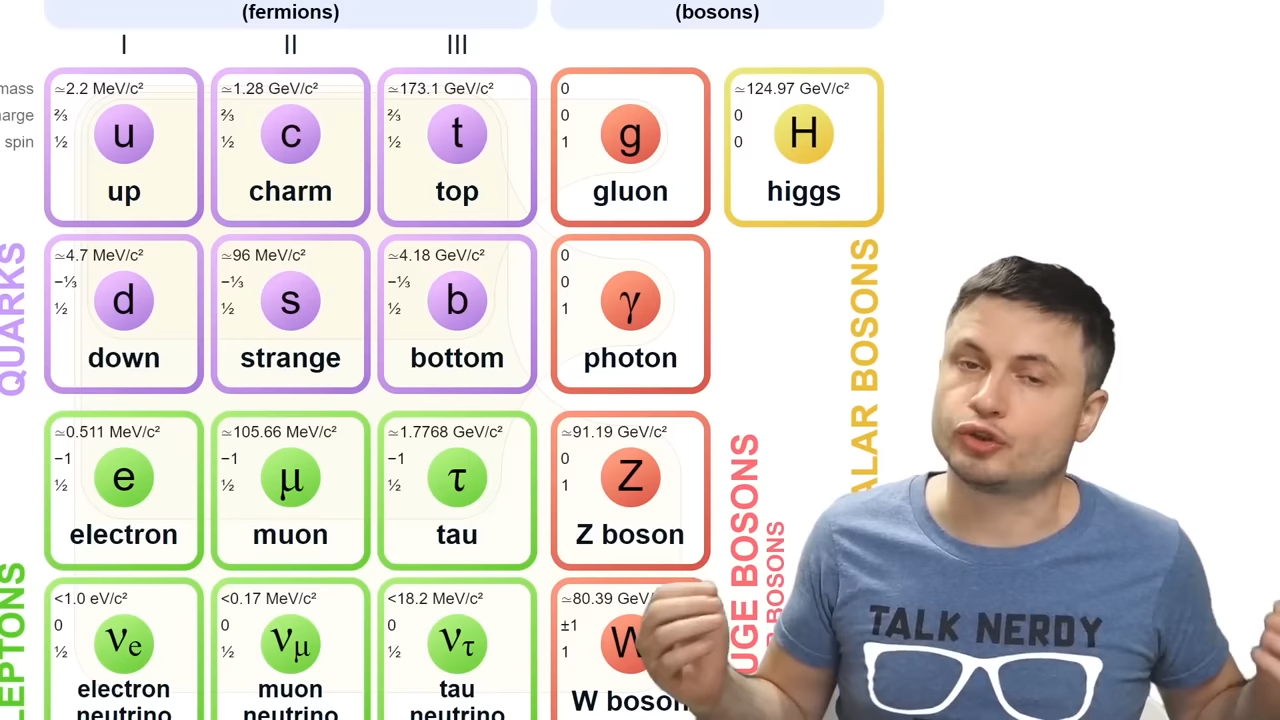 (fermions) (bosons)
I II III
mass ≃2.2 MeV/c² ≃1.28 GeV/c² ≃173.1 GeV/c² 0 ≃124.97 GeV/c²
harge ⅔ ⅔ ⅔ 0 0
spin ½ ½ ½ 1 0
u c t g H
up charm top gluon higgs
QUARKS
≃4.7 MeV/c² ≃96 MeV/c² ≃4.18 GeV/c² 0
−⅓ −⅓ −⅓ 0
½ ½ ½ 1
d s b γ
down strange bottom photon
≃0.511 MeV/c² ≃105.66 MeV/c² ≃1.7768 GeV/c² ≃91.19 GeV/c²
−1 −1 −1 0
½ ½ ½ 1
e μ τ Z
electron muon tau Z boson
LEPTONS
<1.0 eV/c² <0.17 MeV/c² <18.2 MeV/c² ≃80.39 GeV/
0 0 0 ±1
½ ½ ½ 1
νe νμ ντ W
electron muon tau W boson
neutrino neutrino neutrino
UGE BOSONS
BOSONS
ALAR BOSONS
TALK NERDY